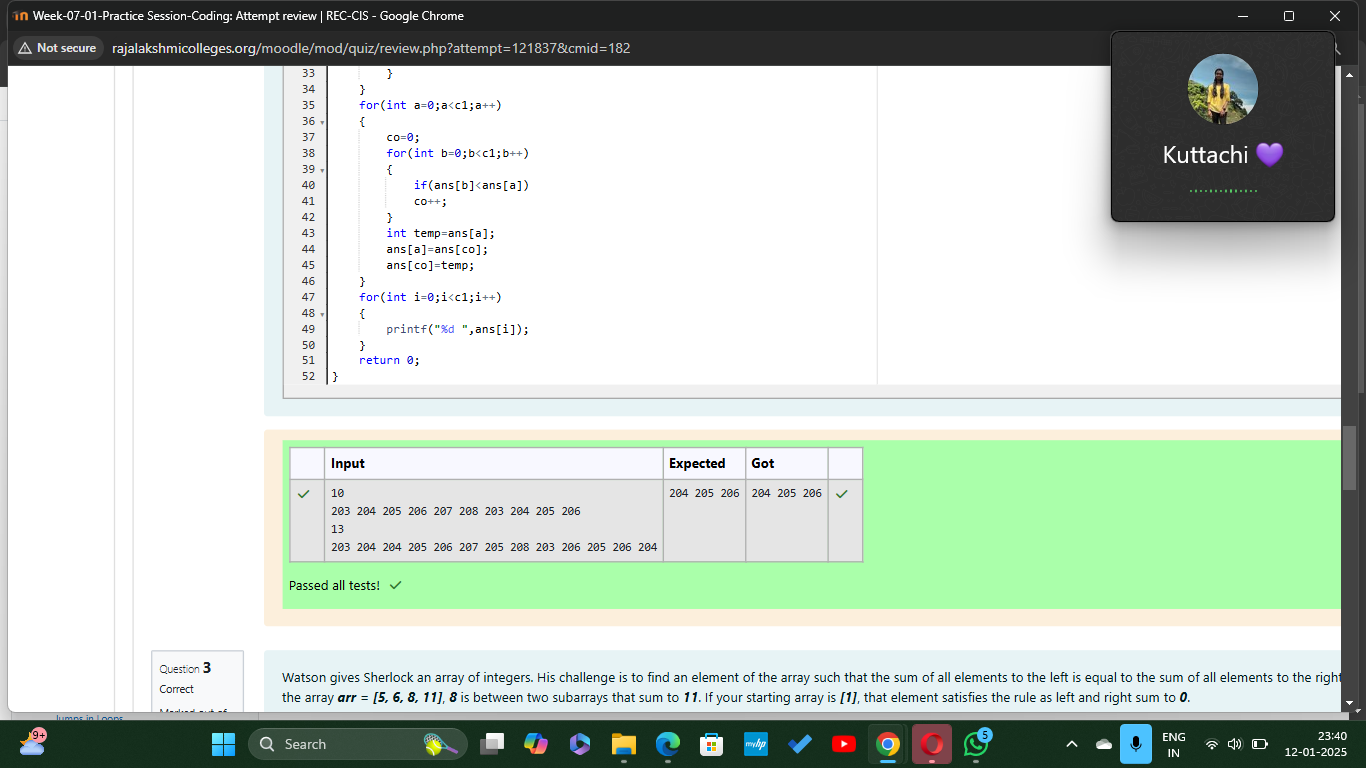 Week-07-01-Practice Session-Coding: Attempt review | REC-CIS - Google Chrome
Not secure rajalakshmicolleges.org/moodle/mod/quiz/review.php?attempt=121837&cmid=182
Kuttachi 💜
33 }
34 }
35 for(int a=0;a<c1;a++)
36 {
37 co=0;
38 for(int b=0;b<c1;b++)
39 {
40 if(ans[b]<ans[a])
41 co++;
42 }
43 int temp=ans[a];
44 ans[a]=ans[co];
45 ans[co]=temp;
46 }
47 for(int i=0;i<c1;i++)
48 {
49 printf("%d ",ans[i]);
50 }
51 return 0;
52 }
Input Expected Got
10 204 205 206 204 205 206
203 204 205 206 207 208 203 204 205 206
13
203 204 204 205 206 207 205 208 203 206 205 206 204
Passed all tests!
Question 3
Correct
Marked out of
Watson gives Sherlock an array of integers. His challenge is to find an element of the array such that the sum of all elements to the left is equal to the sum of all elements to the right
the array arr = [5, 6, 8, 11], 8 is between two subarrays that sum to 11. If your starting array is [1], that element satisfies the rule as left and right sum to 0.
Jumps in Loops
9+
Search
myhp
5
ENG
IN
23:40
12-01-2025